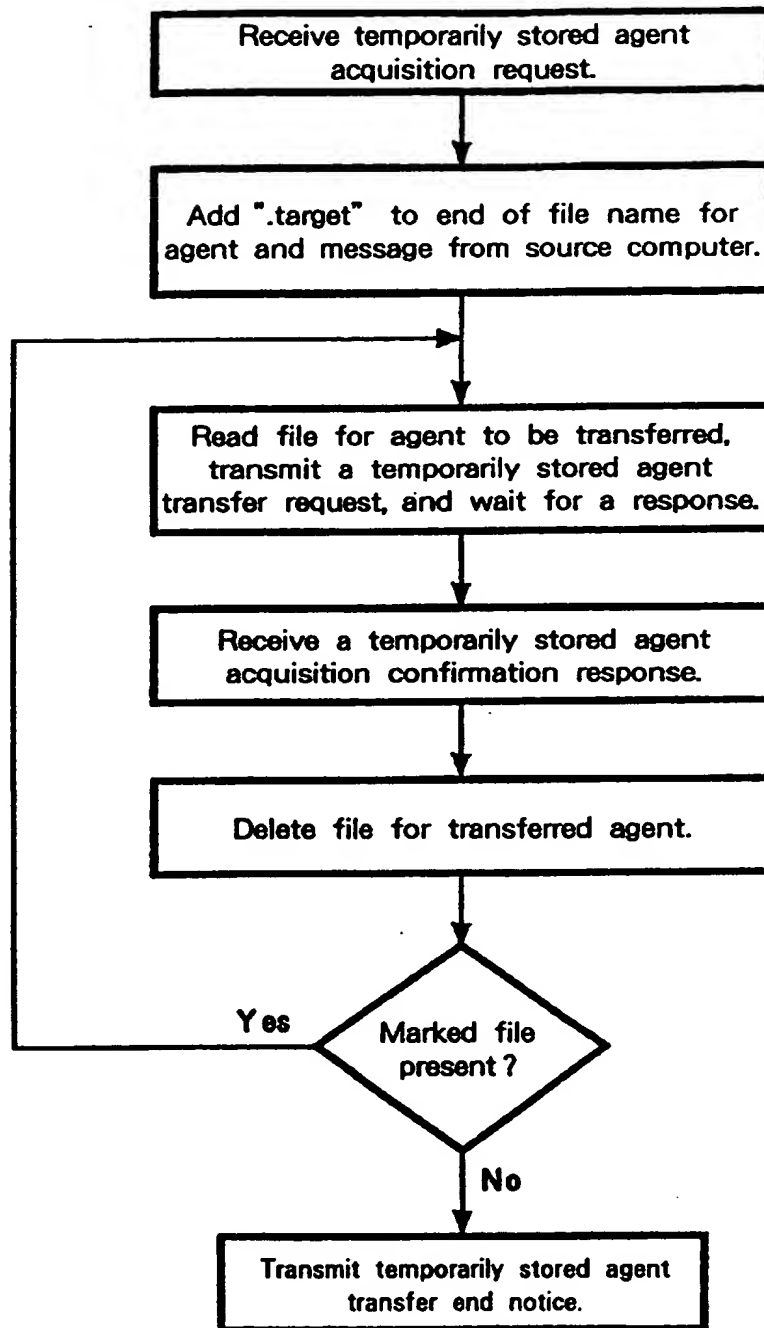 Receive temporarily stored agent
acquisition request.
Add ".target" to end of file name for
agent and message from source computer.
Read file for agent to be transferred,
transmit a temporarily stored agent
transfer request, and wait for a response.
Receive a temporarily stored agent
acquisition confirmation response.
Delete file for transferred agent.
Yes
Marked file
present?
No
Transmit temporarily stored agent
transfer end notice.